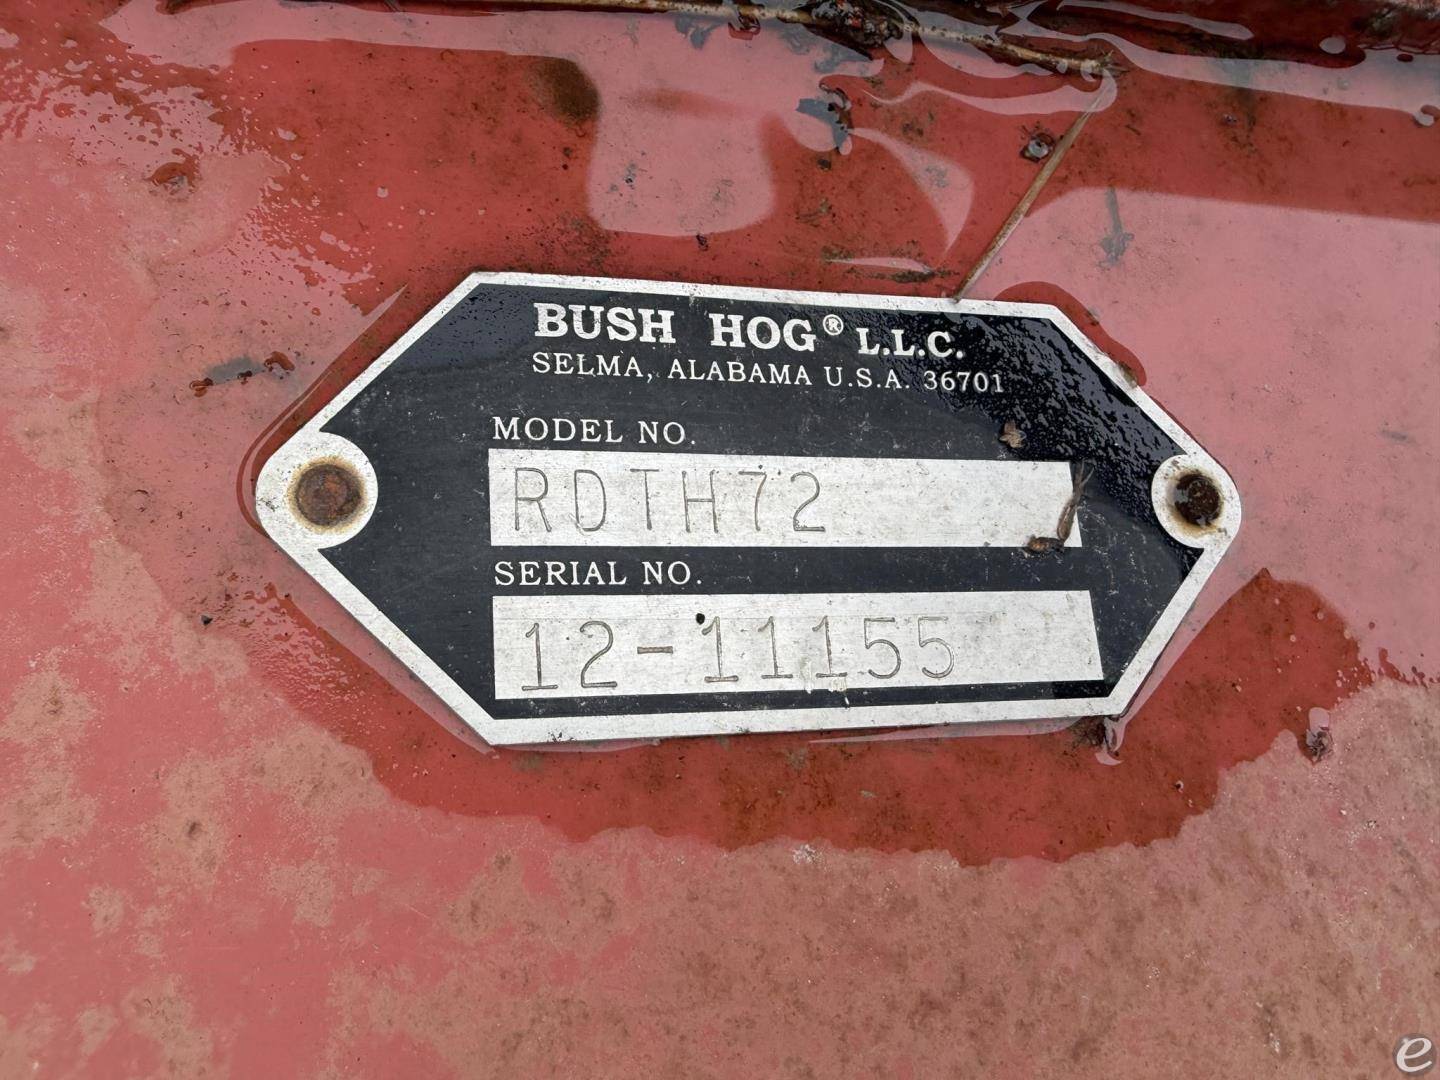 BUSH HOG® L.L.C.
SELMA, ALABAMA U.S.A. 36701
MODEL NO.
RDTH72
SERIAL NO.
12-11155
e